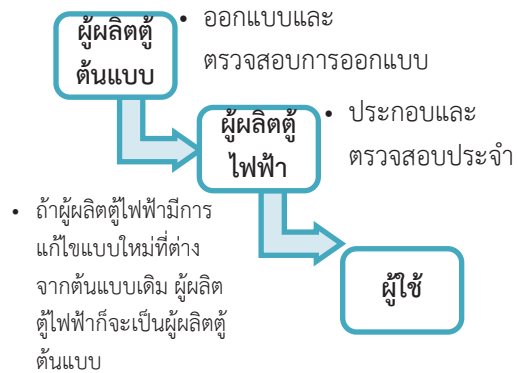 ผู้ผลิตตู้
ต้นแบบ
• ออกแบบและ
ตรวจสอบการออกแบบ
ผู้ผลิตตู้
ไฟฟ้า
• ประกอบและ
ตรวจสอบประจำ
• ถ้าผู้ผลิตตู้ไฟฟ้ามีการ
แก้ไขแบบใหม่ที่ต่าง
จากต้นแบบเดิม ผู้ผลิต
ตู้ไฟฟ้าก็จะเป็นผู้ผลิตตู้
ต้นแบบ
ผู้ใช้